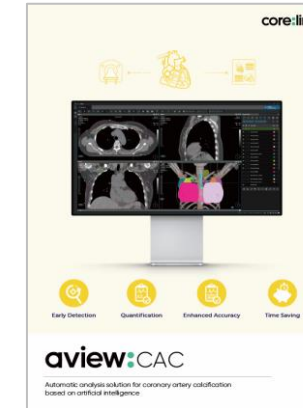 core:li
Early Detection
Quantification
Enhanced Accuracy
Time Saving
aview:CAC
Automatic analysis solution for coronary artery calcification
based on artificial intelligence